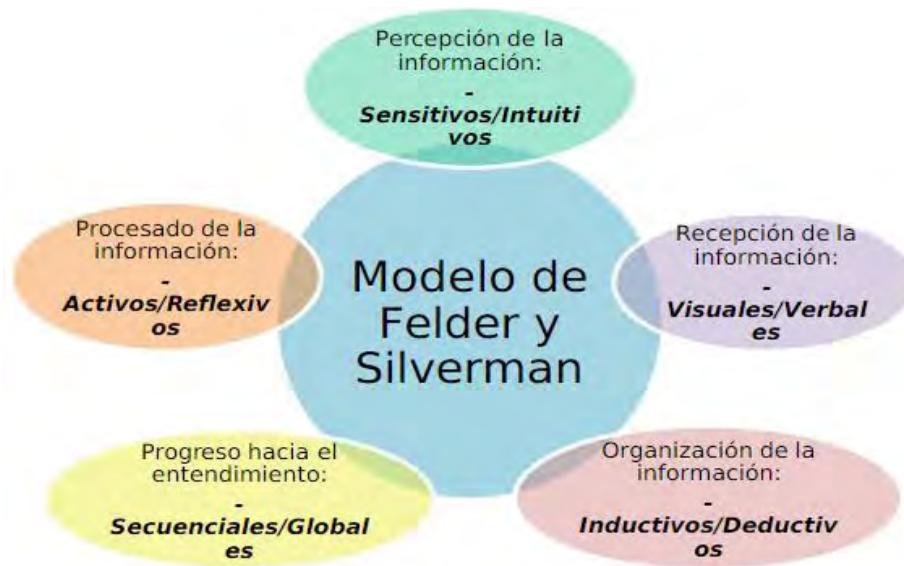 Percepción de la
información:
-
Sensitivos/Intuiti
vos
Procesado de la
información:
-
Activos/Reflexiv
os
Modelo de
Felder y
Silverman
Recepción de la
información:
-
Visuales/Verbal
es
Progreso hacia el
entendimiento:
-
Secuenciales/Global
es
Organización de la
información:
-
Inductivos/Deductiv
os